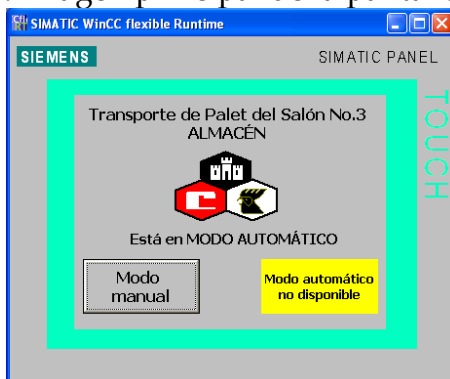 SIMATIC WinCC flexible Runtime
SIEMENS SIMATIC PANEL
TOUCH
Transporte de Palet del Salón No.3
ALMACÉN
C
Está en MODO AUTOMÁTICO
Modo
manual
Modo automático
no disponible